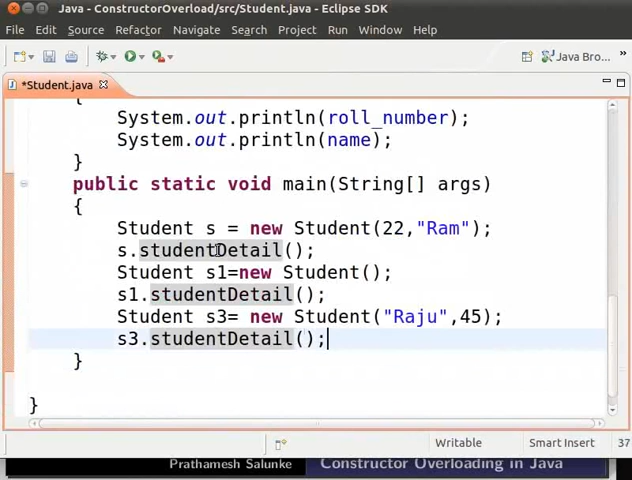 Java - ConstructorOverload/src/Student.java - Eclipse SDK
File Edit Source Refactor Navigate Search Project Run Window Help
Java Bro... »
*Student.java
{
System.out.println(roll_number);
System.out.println(name);
}
public static void main(String[] args)
{
Student s = new Student(22,"Ram");
s.studentDetail();
Student s1=new Student();
s1.studentDetail();
Student s3= new Student("Raju",45);
s3.studentDetail();
}
}
Writable Smart Insert 37
Prathamesh Salunke Constructor Overloading in Java